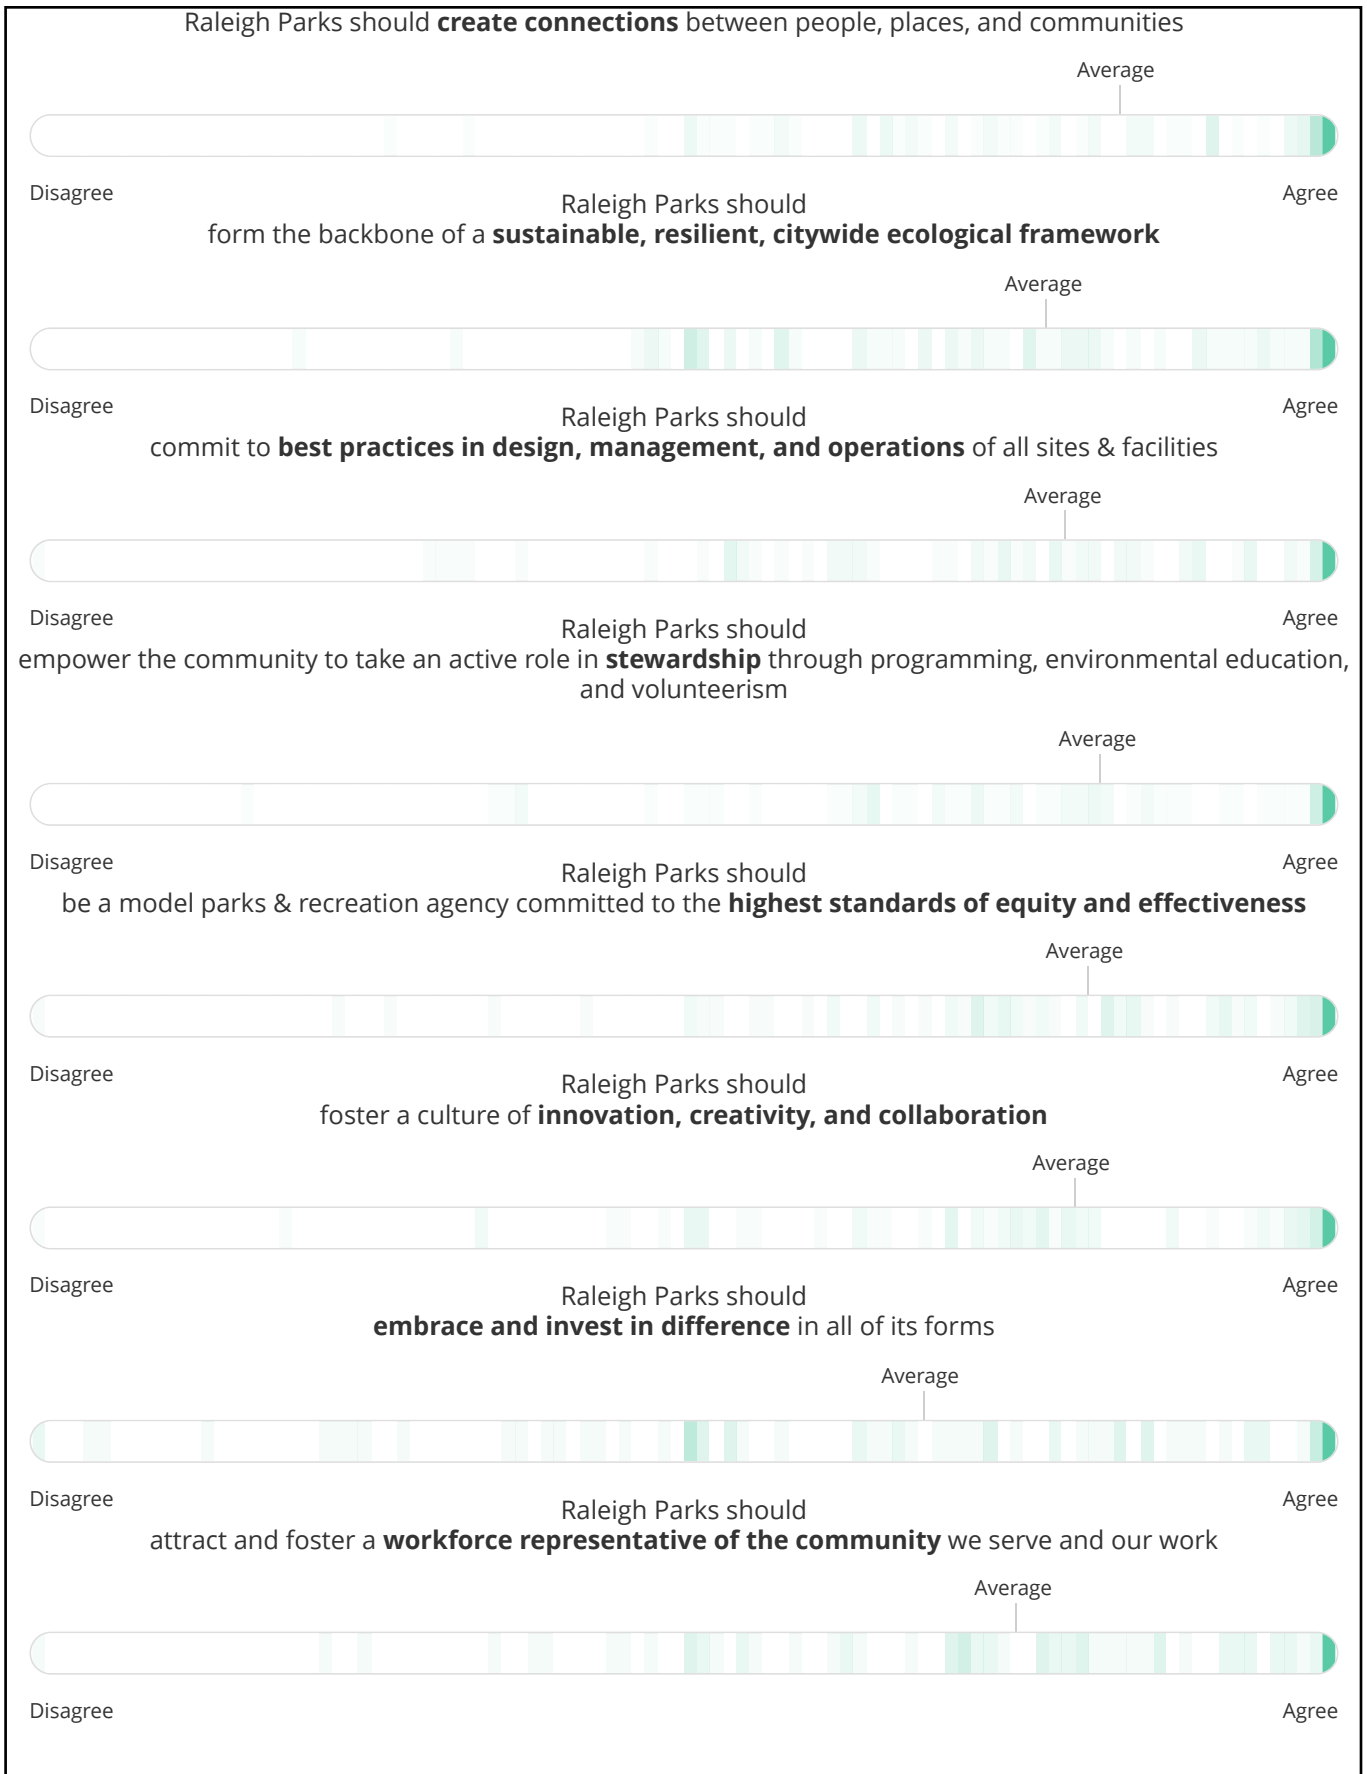 Raleigh Parks should create connections between people, places, and communities
Average
Disagree
Agree
Raleigh Parks should
form the backbone of a sustainable, resilient, citywide ecological framework
Average
Disagree
Agree
Raleigh Parks should
commit to best practices in design, management, and operations of all sites & facilities
Average
Disagree
Agree
Raleigh Parks should
empower the community to take an active role in stewardship through programming, environmental education,
and volunteerism
Average
Disagree
Agree
Raleigh Parks should
be a model parks & recreation agency committed to the highest standards of equity and effectiveness
Average
Disagree
Agree
Raleigh Parks should
foster a culture of innovation, creativity, and collaboration
Average
Disagree
Agree
Raleigh Parks should
embrace and invest in difference in all of its forms
Average
Disagree
Agree
Raleigh Parks should
attract and foster a workforce representative of the community we serve and our work
Average
Disagree
Agree